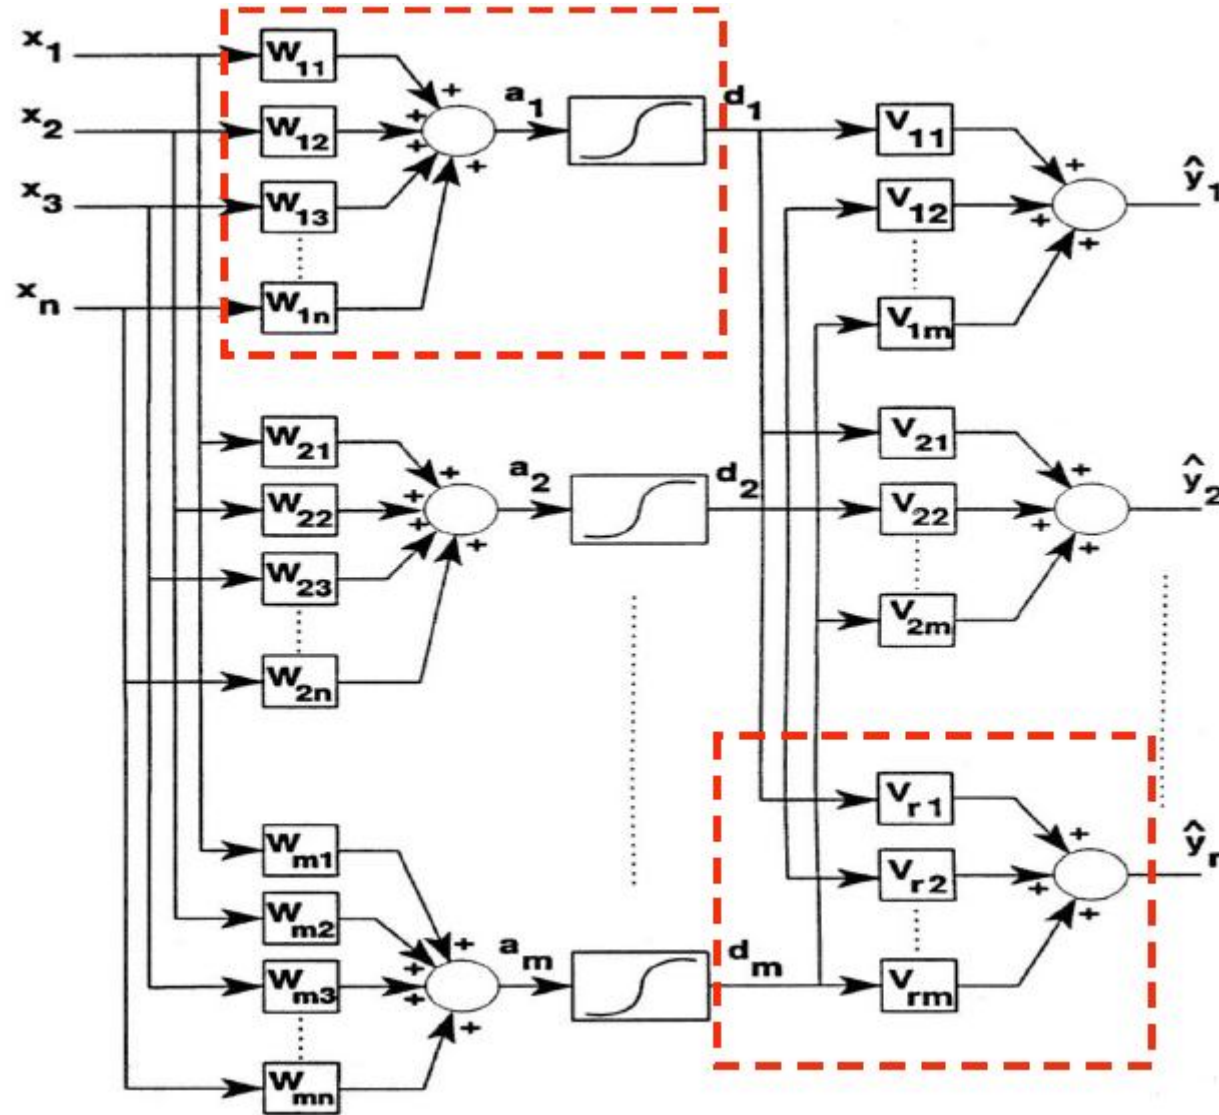 x₁
x₂
x₃
xₙ
W₁₁
W₁₂
W₁₃
W₁ₙ
+
+
+
+
a₁
d₁
V₁₁
V₁₂
V₁ₘ
+
+
+
ŷ₁
W₂₁
W₂₂
W₂₃
W₂ₙ
+
+
+
+
a₂
d₂
V₂₁
V₂₂
V₂ₘ
+
+
+
ŷ₂
Wₘ₁
Wₘ₂
Wₘ₃
Wₘₙ
+
+
+
+
aₘ
dₘ
Vᵣ₁
Vᵣ₂
Vᵣₘ
+
+
+
ŷᵣ